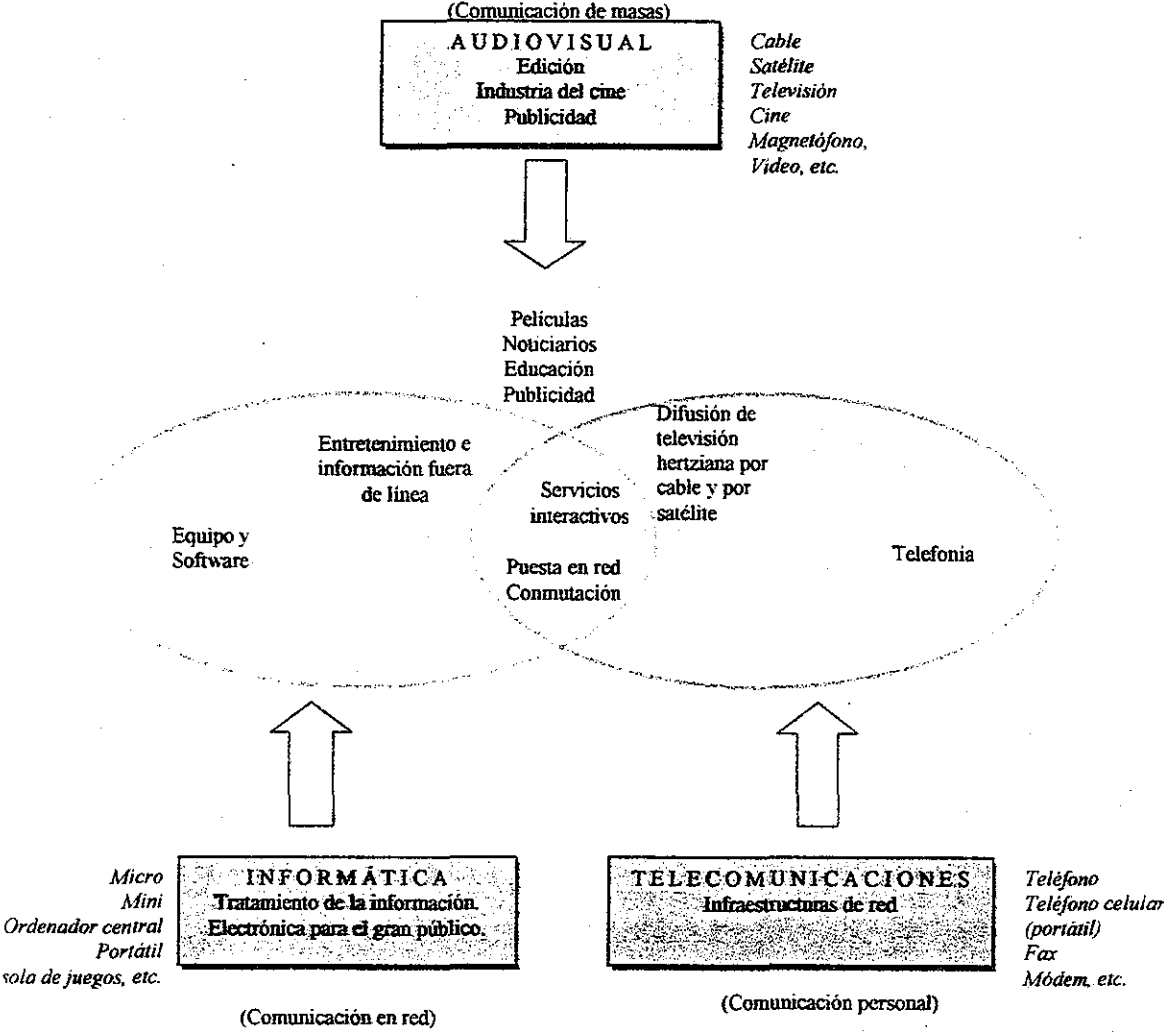 (Comunicación de masas)
AUDIOVISUAL
Edición
Industria del cine
Publicidad
Cable
Satélite
Televisión
Cine
Magnetófono,
Vídeo, etc.
Películas
Noticiarios
Educación
Publicidad
Entretenimiento e
información fuera
de línea
Difusión de
televisión
hertziana por
cable y por
satélite
Servicios
interactivos
Equipo y
Software
Puesta en red
Conmutación
Telefonia
Micro
Mini
Ordenador central
Portátil
sola de juegos, etc.
INFORMÁTICA
Tratamiento de la información.
Electrónica para el gran público.
(Comunicación en red)
TELECOMUNICACIONES
Infraestructuras de red
(Comunicación personal)
Teléfono
Teléfono celular
(portátil)
Fax
Módem, etc.